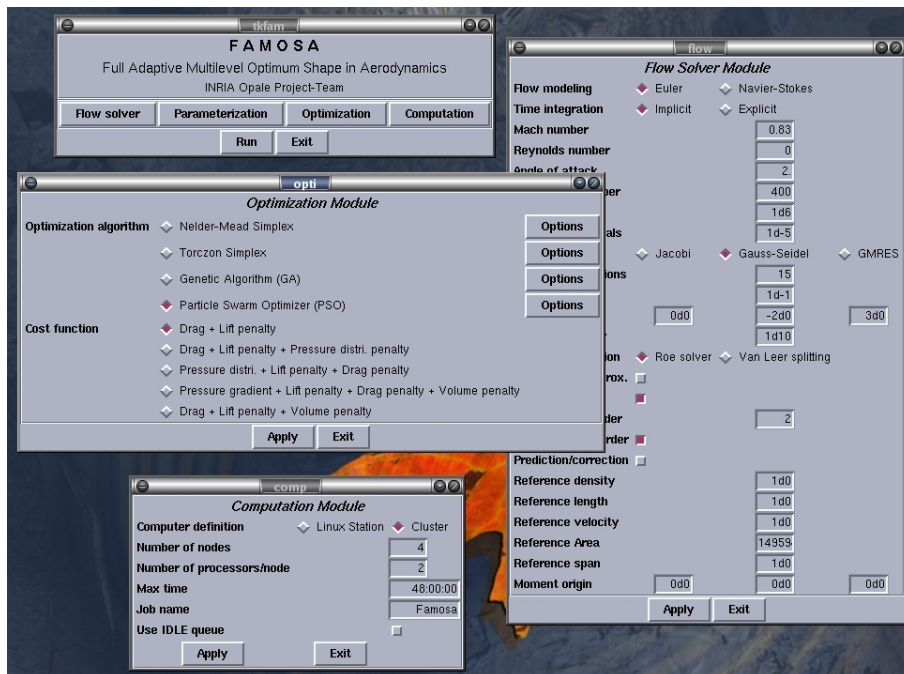 tkfam
F A M O S A
Full Adaptive Multilevel Optimum Shape in Aerodynamics
INRIA Opale Project-Team
Flow solver Parameterization Optimization Computation
Run Exit
flow
Flow Solver Module
Flow modeling Euler Navier-Stokes
Time integration Implicit Explicit
Mach number 0.83
Reynolds number 0
Angle of attack 2.
ber 400
1d6
als 1d-5
Jacobi Gauss-Seidel GMRES
ions 15
1d-1
0d0 -2d0 3d0
1d10
ion Roe solver Van Leer splitting
rox.
der 2
rder
Prediction/correction
Reference density 1d0
Reference length 1d0
Reference velocity 1d0
Reference Area 14959
Reference span 1d0
Moment origin 0d0 0d0 0d0
Apply Exit
opti
Optimization Module
Optimization algorithm Nelder-Mead Simplex Options
Torczon Simplex Options
Genetic Algorithm (GA) Options
Particle Swarm Optimizer (PSO) Options
Cost function Drag + Lift penalty
Drag + Lift penalty + Pressure distri. penalty
Pressure distri. + Lift penalty + Drag penalty
Pressure gradient + Lift penalty + Drag penalty + Volume penalty
Drag + Lift penalty + Volume penalty
Apply Exit
comp
Computation Module
Computer definition Linux Station Cluster
Number of nodes 4
Number of processors/node 2
Max time 48:00:00
Job name Famosa
Use IDLE queue
Apply Exit